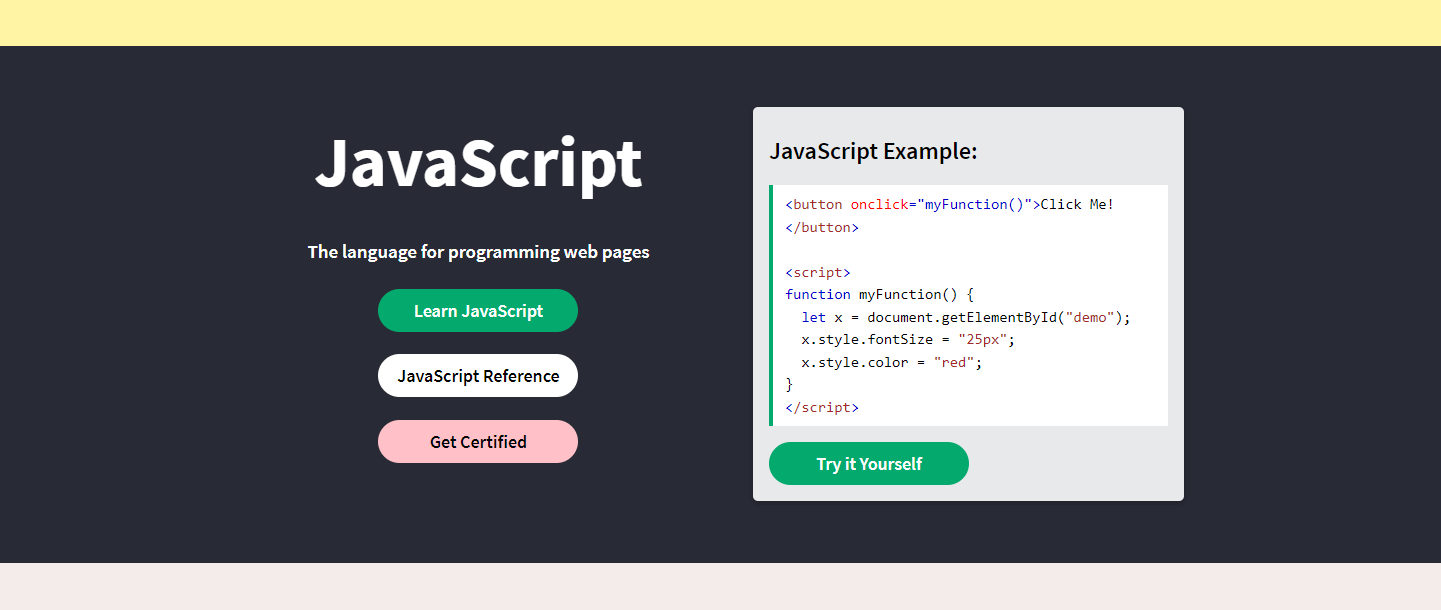 JavaScript
The language for programming web pages
Learn JavaScript
JavaScript Reference
Get Certified
JavaScript Example:
<button onclick="myFunction()">Click Me!
</button>
<script>
function myFunction() {
  let x = document.getElementById("demo");
  x.style.fontSize = "25px";
  x.style.color = "red";
}
</script>
Try it Yourself